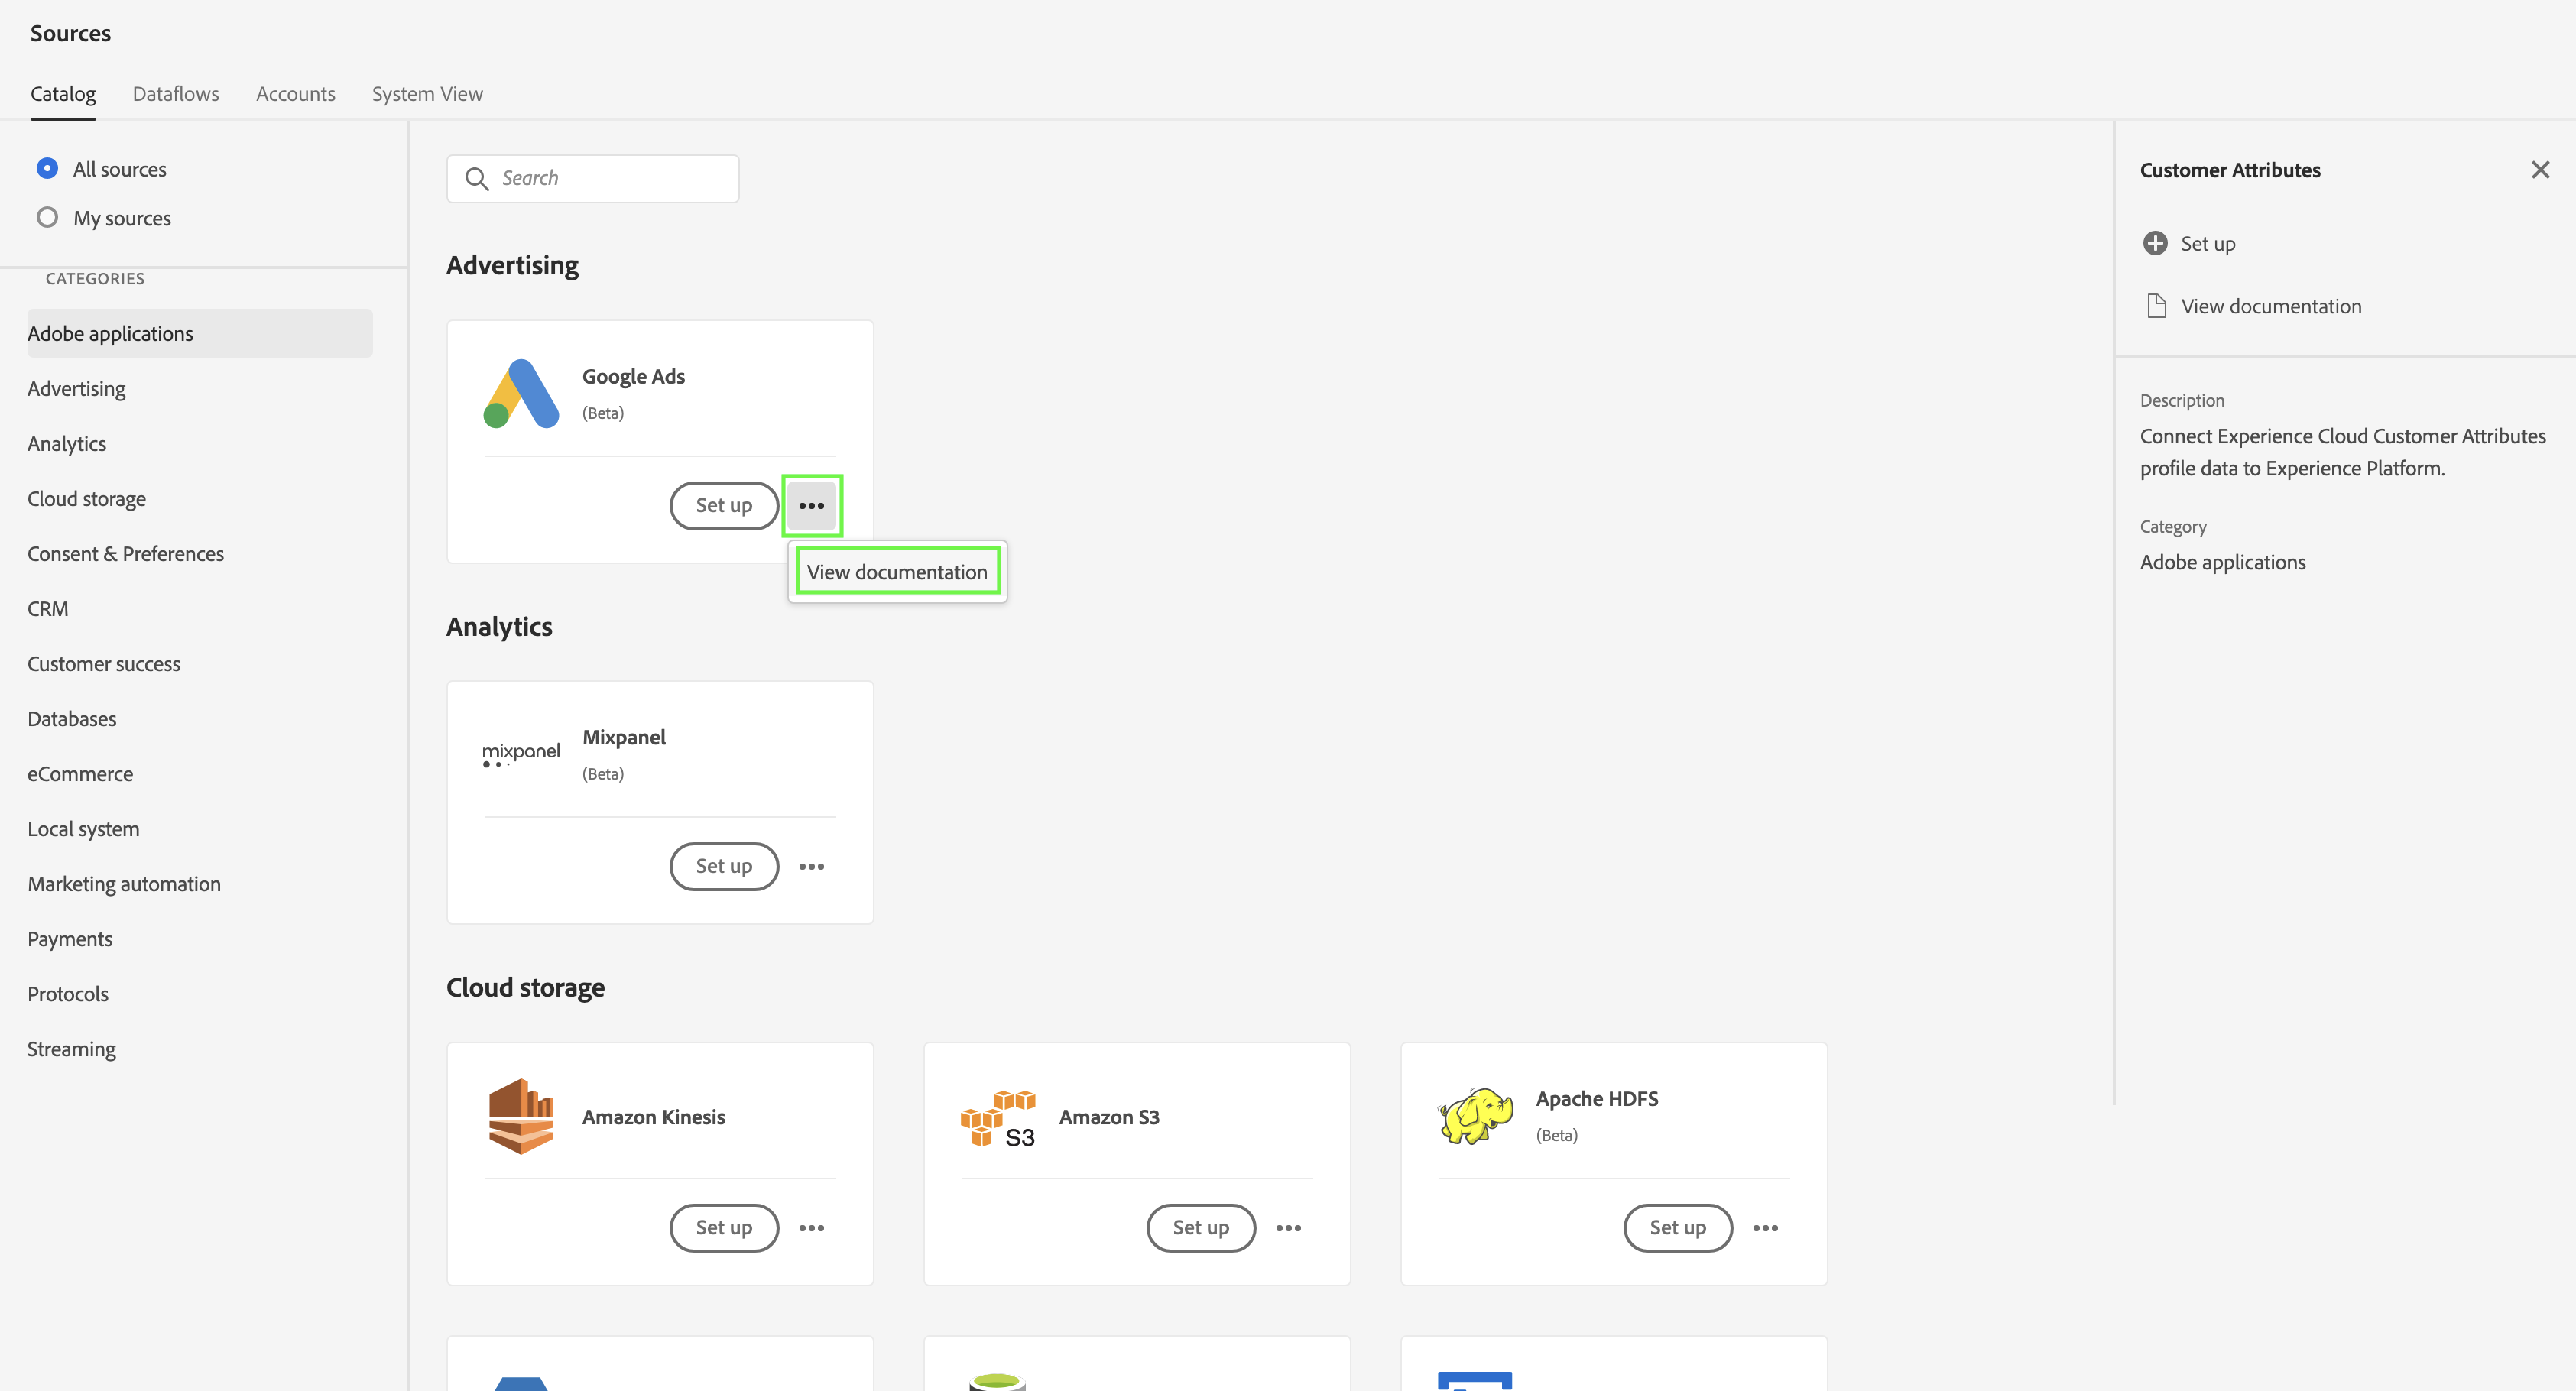 Sources
Catalog
Dataflows
Accounts
System View
All sources
My sources
CATEGORIES
Adobe applications
Advertising
Analytics
Cloud storage
Consent & Preferences
CRM
Customer success
Databases
eCommerce
Local system
Marketing automation
Payments
Protocols
Streaming
Search
Advertising
Google Ads
(Beta)
Set up
View documentation
Analytics
mixpanel
Mixpanel
(Beta)
Set up
Cloud storage
Amazon Kinesis
Set up
S3
Amazon S3
Set up
Apache HDFS
(Beta)
Set up
Customer Attributes
Set up
View documentation
Description
Connect Experience Cloud Customer Attributes
profile data to Experience Platform.
Category
Adobe applications